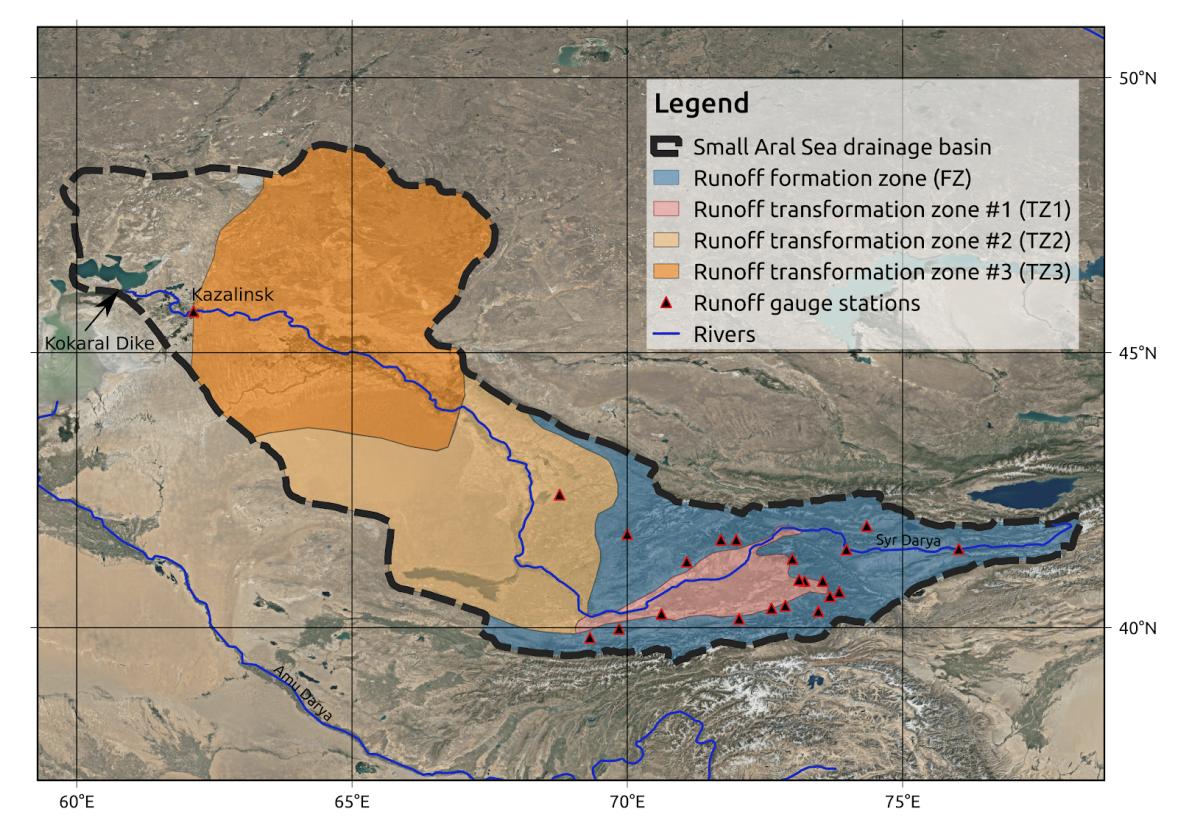 50°N
Legend
Small Aral Sea drainage basin
Runoff formation zone (FZ)
Runoff transformation zone #1 (TZ1)
Runoff transformation zone #2 (TZ2)
Runoff transformation zone #3 (TZ3)
Runoff gauge stations
Rivers
Kazalinsk
Kokaral Dike
45°N
Syr Darya
40°N
Amu Darya
60°E 65°E 70°E 75°E